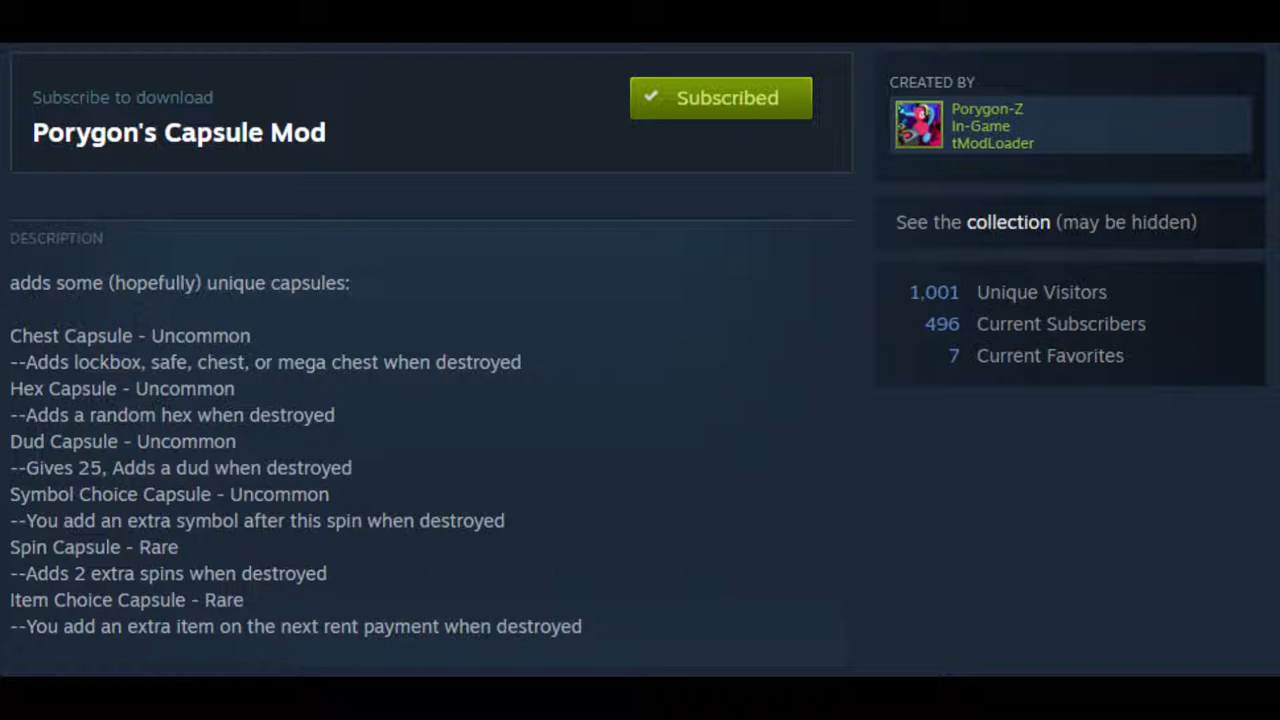 Subscribe to download
Porygon's Capsule Mod
Subscribed
DESCRIPTION
adds some (hopefully) unique capsules:
Chest Capsule - Uncommon
--Adds lockbox, safe, chest, or mega chest when destroyed
Hex Capsule - Uncommon
--Adds a random hex when destroyed
Dud Capsule - Uncommon
--Gives 25, Adds a dud when destroyed
Symbol Choice Capsule - Uncommon
--You add an extra symbol after this spin when destroyed
Spin Capsule - Rare
--Adds 2 extra spins when destroyed
Item Choice Capsule - Rare
--You add an extra item on the next rent payment when destroyed
CREATED BY
Porygon-Z
In-Game
tModLoader
See the collection (may be hidden)
1,001 Unique Visitors
496 Current Subscribers
7 Current Favorites